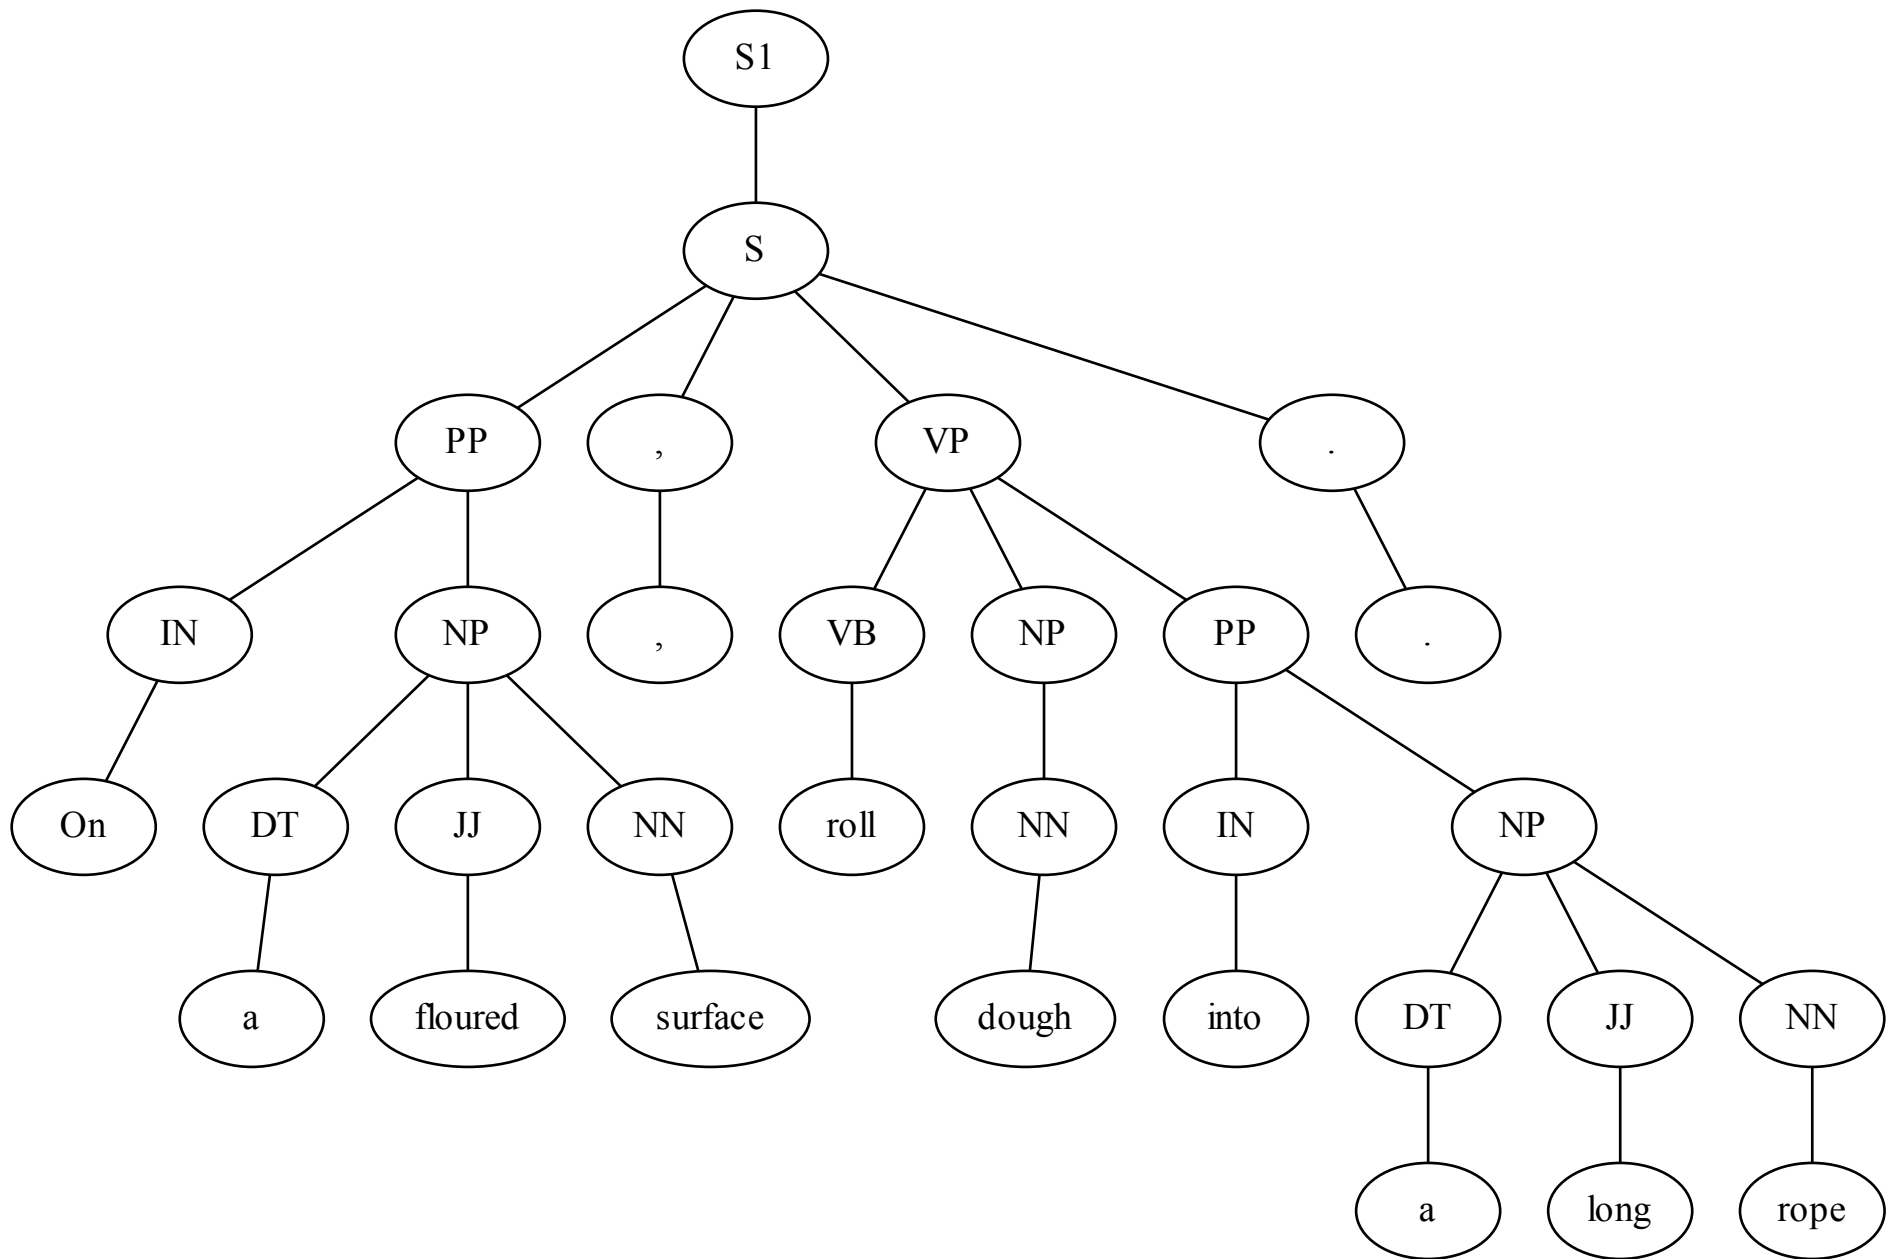 S1
S
PP , VP .
IN NP , VB NP PP .
On DT JJ NN roll NN IN NP
a floured surface dough into DT JJ NN
a long rope